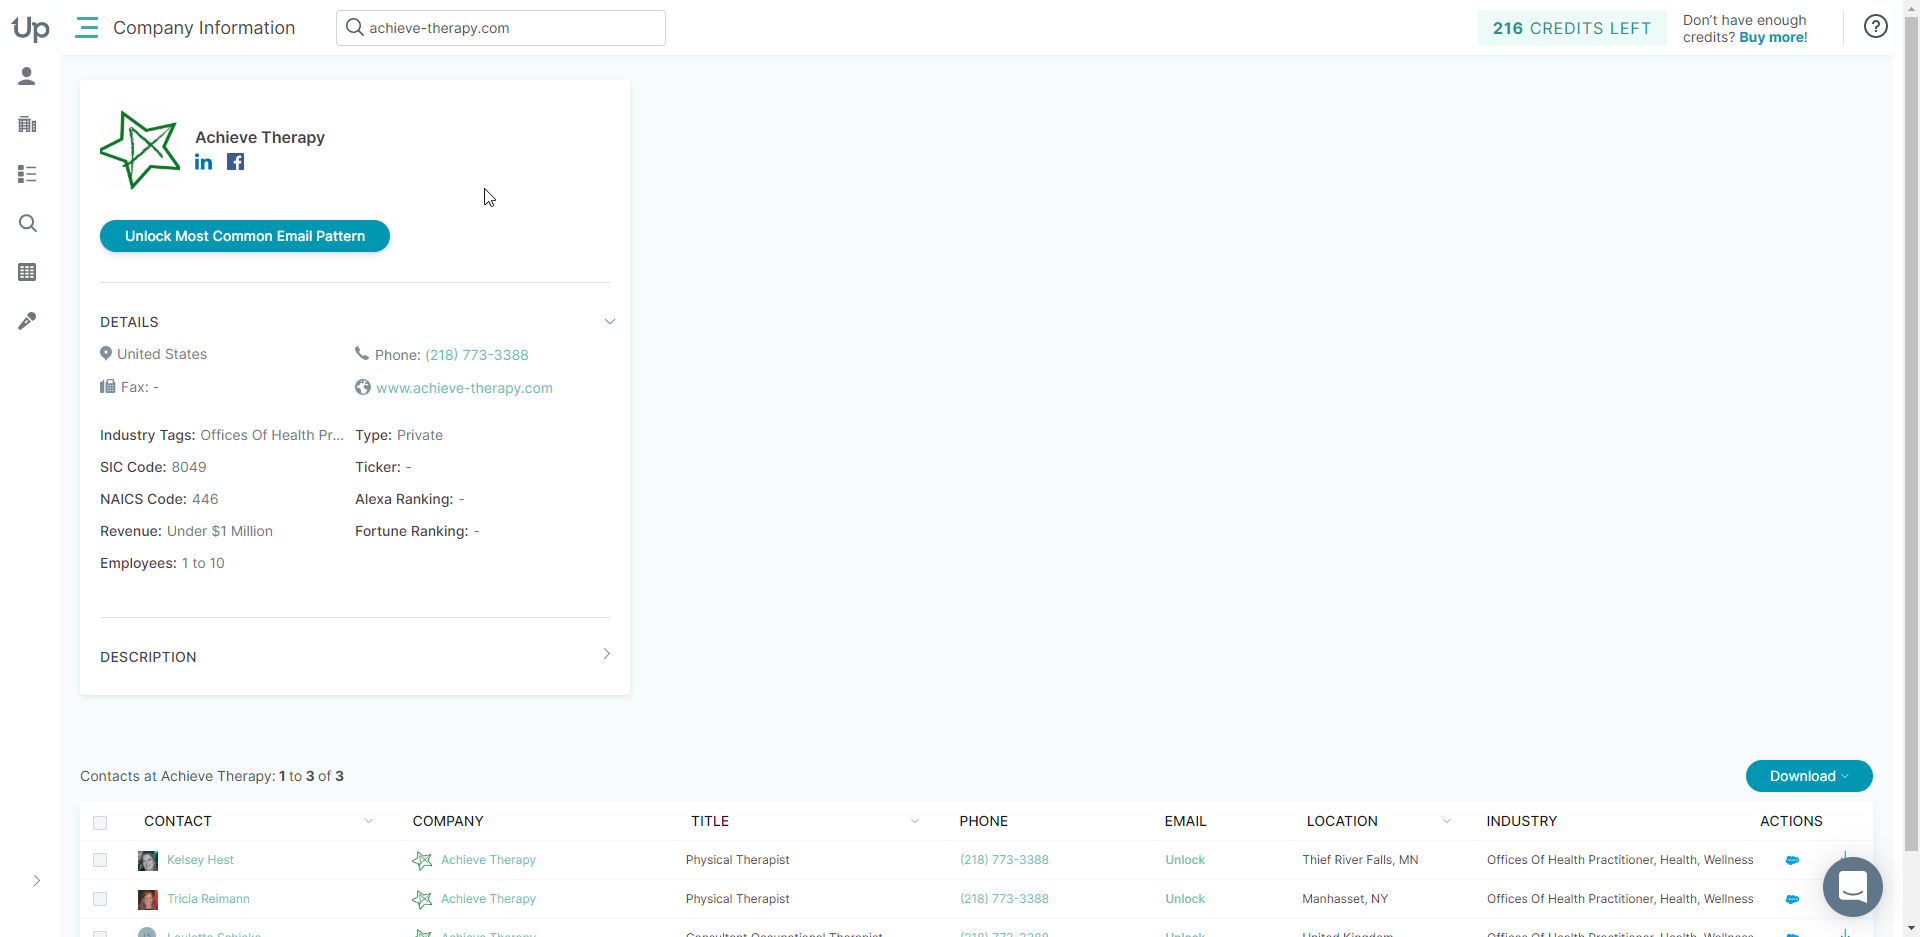 Up
Company Information
achieve-therapy.com
216 CREDITS LEFT
Don't have enough
credits? Buy more!
Achieve Therapy
Unlock Most Common Email Pattern
DETAILS
United States
Phone: (218) 773-3388
Fax: -
www.achieve-therapy.com
Industry Tags: Offices Of Health Pr...
Type: Private
SIC Code: 8049
Ticker: -
NAICS Code: 446
Alexa Ranking: -
Revenue: Under $1 Million
Fortune Ranking: -
Employees: 1 to 10
DESCRIPTION
Contacts at Achieve Therapy: 1 to 3 of 3
Download
CONTACT COMPANY TITLE PHONE EMAIL LOCATION INDUSTRY ACTIONS
Kelsey Hest Achieve Therapy Physical Therapist (218) 773-3388 Unlock Thief River Falls, MN Offices Of Health Practitioner, Health, Wellness
Tricia Reimann Achieve Therapy Physical Therapist (218) 773-3388 Unlock Manhasset, NY Offices Of Health Practitioner, Health, Wellness
Achieve Therapy Consultant Occupational Therapist (218) 773-3388 Unlock United Kingdom Offices Of Health Practitioner, Health, Wellness